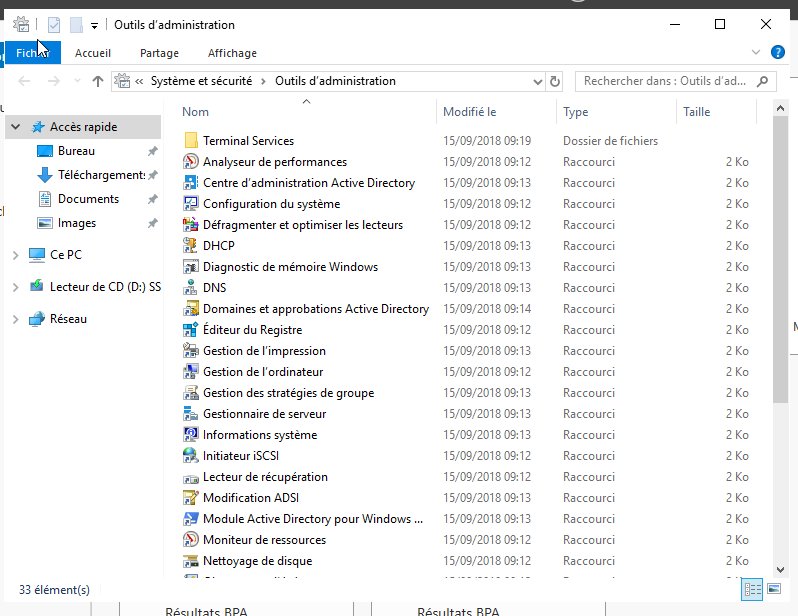 Outils d'administration
Fichier Accueil Partage Affichage
« Système et sécurité > Outils d'administration
Rechercher dans : Outils d'ad...
Nom Modifié le Type Taille
Accès rapide
Bureau
Téléchargements
Documents
Images
Ce PC
Lecteur de CD (D:) SS
Réseau
Terminal Services 15/09/2018 09:19 Dossier de fichiers
Analyseur de performances 15/09/2018 09:12 Raccourci 2 Ko
Centre d'administration Active Directory 15/09/2018 09:13 Raccourci 2 Ko
Configuration du système 15/09/2018 09:12 Raccourci 2 Ko
Défragmenter et optimiser les lecteurs 15/09/2018 09:12 Raccourci 2 Ko
DHCP 15/09/2018 09:13 Raccourci 2 Ko
Diagnostic de mémoire Windows 15/09/2018 09:13 Raccourci 2 Ko
DNS 15/09/2018 09:13 Raccourci 2 Ko
Domaines et approbations Active Directory 15/09/2018 09:14 Raccourci 2 Ko
Éditeur du Registre 15/09/2018 09:12 Raccourci 2 Ko
Gestion de l'impression 15/09/2018 09:13 Raccourci 2 Ko
Gestion de l'ordinateur 15/09/2018 09:12 Raccourci 2 Ko
Gestion des stratégies de groupe 15/09/2018 09:13 Raccourci 2 Ko
Gestionnaire de serveur 15/09/2018 09:12 Raccourci 2 Ko
Informations système 15/09/2018 09:13 Raccourci 2 Ko
Initiateur iSCSI 15/09/2018 09:12 Raccourci 2 Ko
Lecteur de récupération 15/09/2018 09:12 Raccourci 2 Ko
Modification ADSI 15/09/2018 09:13 Raccourci 2 Ko
Module Active Directory pour Windows ... 15/09/2018 09:13 Raccourci 2 Ko
Moniteur de ressources 15/09/2018 09:12 Raccourci 2 Ko
Nettoyage de disque 15/09/2018 09:12 Raccourci 2 Ko
33 élément(s)
Résultats BPA Résultats BPA